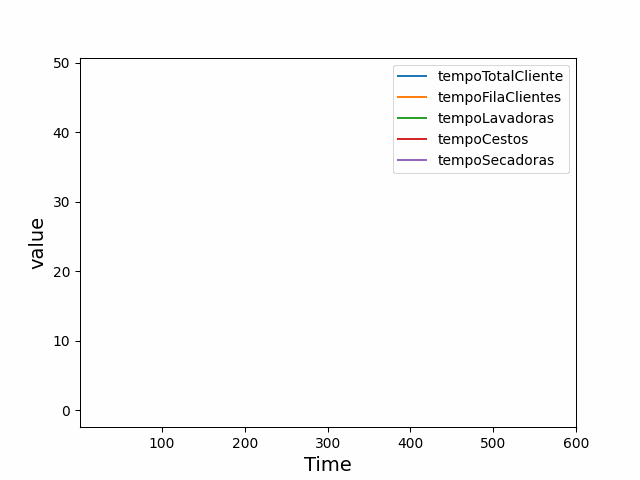 50
40
30
20
10
0
value
tempoTotalCliente
tempoFilaClientes
tempoLavadoras
tempoCestos
tempoSecadoras
100 200 300 400 500 600
Time